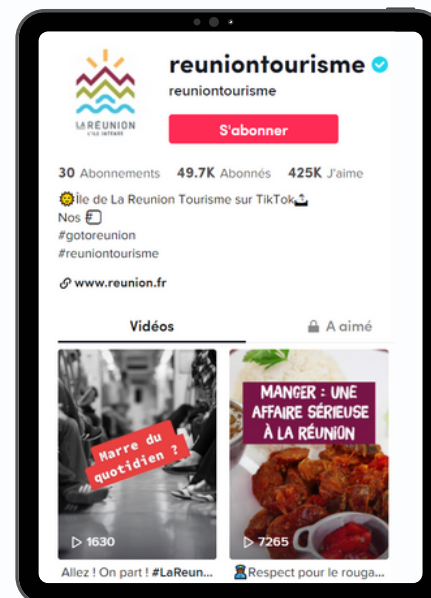 reuniontourisme
reuniontourisme
LA RÉUNION
L'ÎLE INTENSE
S'abonner
30 Abonnements 49.7K Abonnés 425K J'aime
🌞Île de La Reunion Tourisme sur TikTok
Nos #️⃣
#gotoreunion
#reuniontourisme
www.reunion.fr
Vidéos A aimé
Marre du
quotidien ?
1630
MANGER : UNE
AFFAIRE SÉRIEUSE
À LA RÉUNION
7265
Allez ! On part ! #LaReun...
Respect pour le rouga...